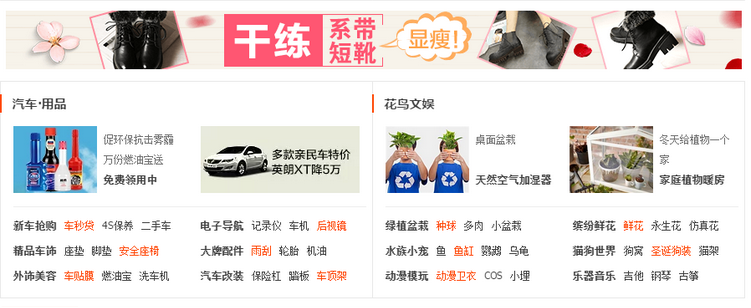 干练 系带短靴 显瘦!
汽车·用品
促环保抗击雾霾
万份燃油宝送
免费领用中
多款亲民车特价
英朗XT降5万
新车抢购 车秒贷 4S保养 二手车
电子导航 记录仪 车机 后视镜
精品车饰 座垫 脚垫 安全座椅
大牌配件 雨刮 轮胎 机油
外饰美容 车贴膜 燃油宝 洗车机
汽车改装 保险杠 踏板 车顶架
花鸟文娱
桌面盆栽
天然空气加湿器
冬天给植物一个
家
家庭植物暖房
绿植盆栽 种球 多肉 小盆栽
缤纷鲜花 鲜花 永生花 仿真花
水族小宠 鱼 鱼缸 鹦鹉 乌龟
猫狗世界 狗窝 圣诞狗装 猫架
动漫模玩 动漫卫衣 COS 小埋
乐器音乐 吉他 钢琴 古筝